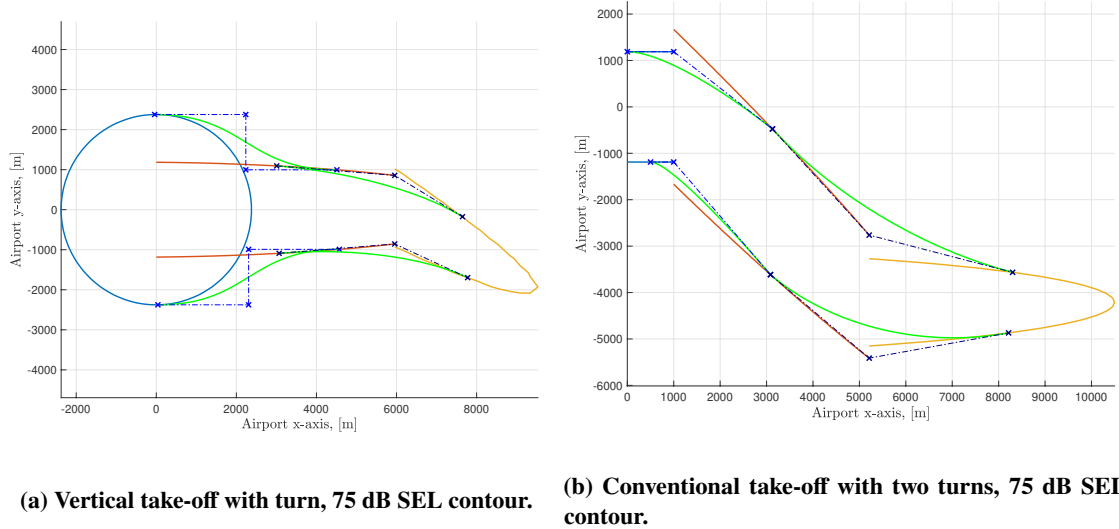 4000
3000
2000
1000
0
-1000
-2000
-3000
-4000
Airport y-axis, [m]
-2000 0 2000 4000 6000 8000
Airport x-axis, [m]
(a) Vertical take-off with turn, 75 dB SEL contour.
2000
1000
0
-1000
-2000
-3000
-4000
-5000
-6000
Airport y-axis, [m]
0 1000 2000 3000 4000 5000 6000 7000 8000 9000 10000
Airport x-axis, [m]
(b) Conventional take-off with two turns, 75 dB SEL
contour.